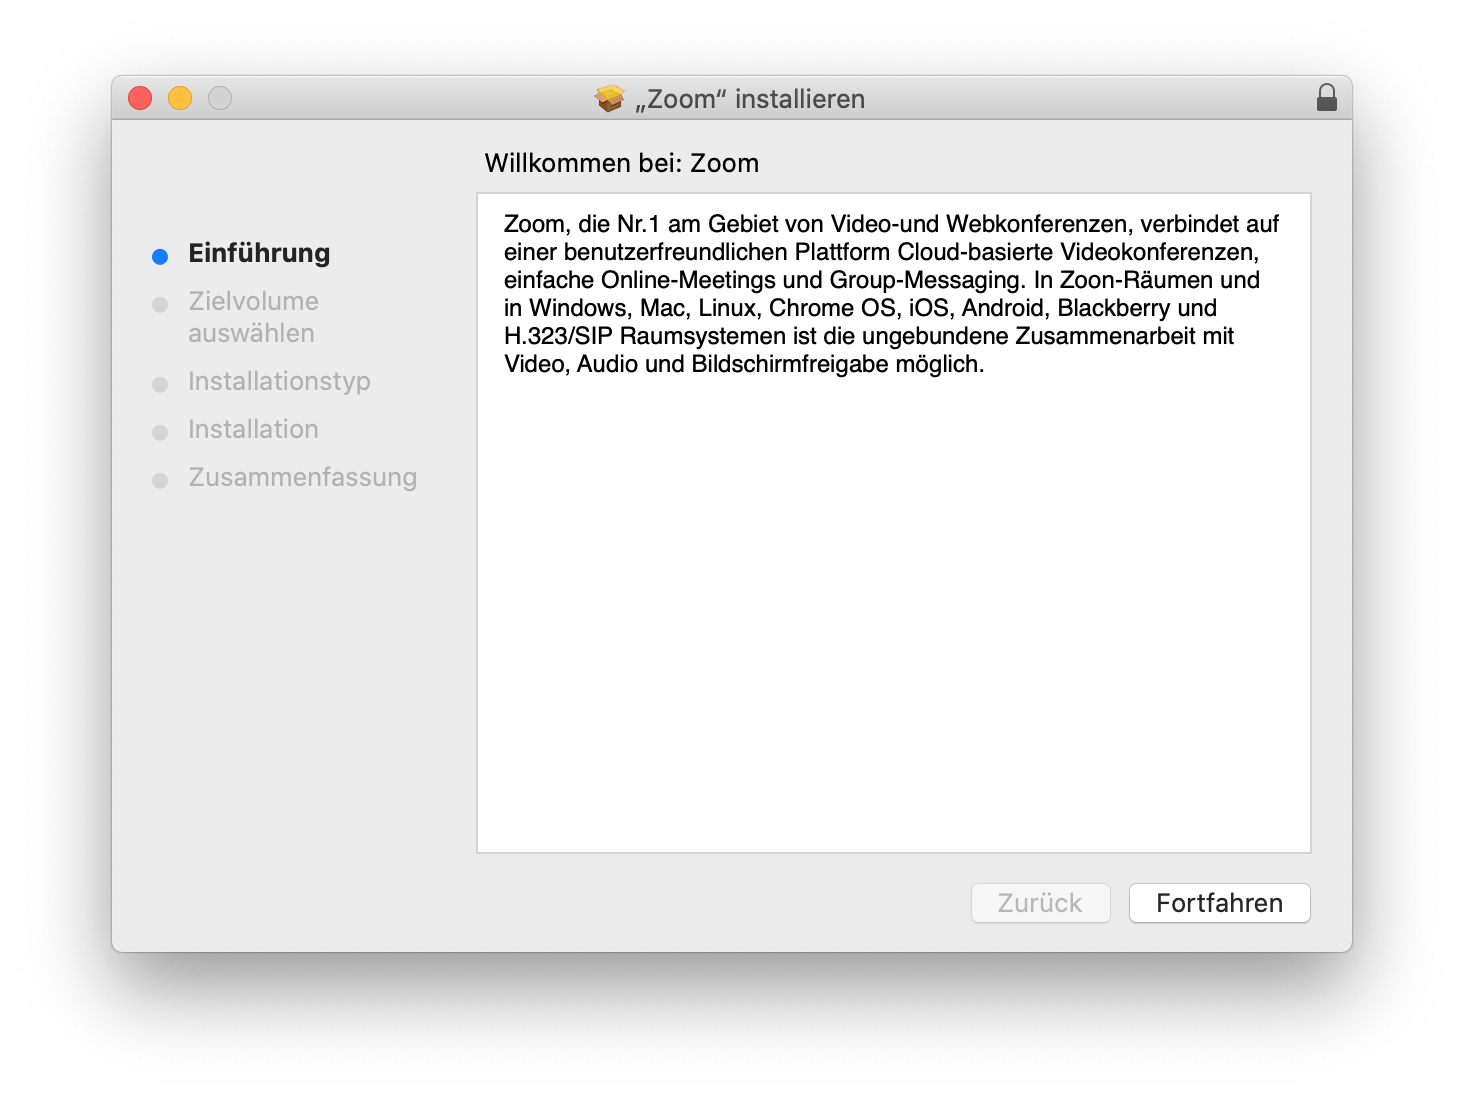 „Zoom“ installieren
Willkommen bei: Zoom
Einführung
Zielvolume
auswählen
Installationstyp
Installation
Zusammenfassung
Zoom, die Nr.1 am Gebiet von Video-und Webkonferenzen, verbindet auf
einer benutzerfreundlichen Plattform Cloud-basierte Videokonferenzen,
einfache Online-Meetings und Group-Messaging. In Zoon-Räumen und
in Windows, Mac, Linux, Chrome OS, iOS, Android, Blackberry und
H.323/SIP Raumsystemen ist die ungebundene Zusammenarbeit mit
Video, Audio und Bildschirmfreigabe möglich.
Zurück
Fortfahren